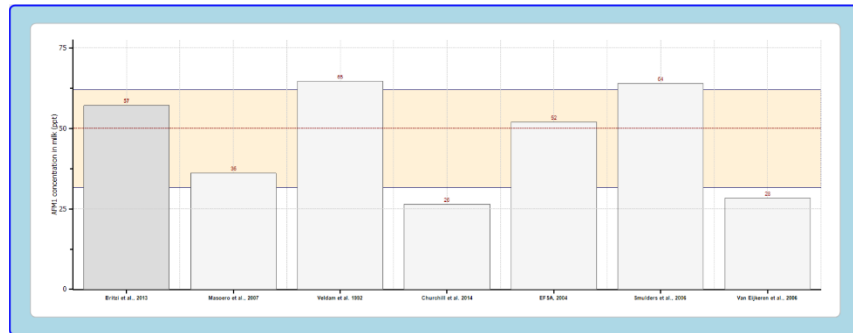 75
65
64
57
52
50
AFM1 concentration in milk (ppt)
36
28
26
25
0
Britzi et al., 2013
Masoero et al., 2007
Veldam et al. 1992
Churchill et al. 2014
EFSA, 2004
Smulders et al., 2006
Van Eijkeren et al., 2006